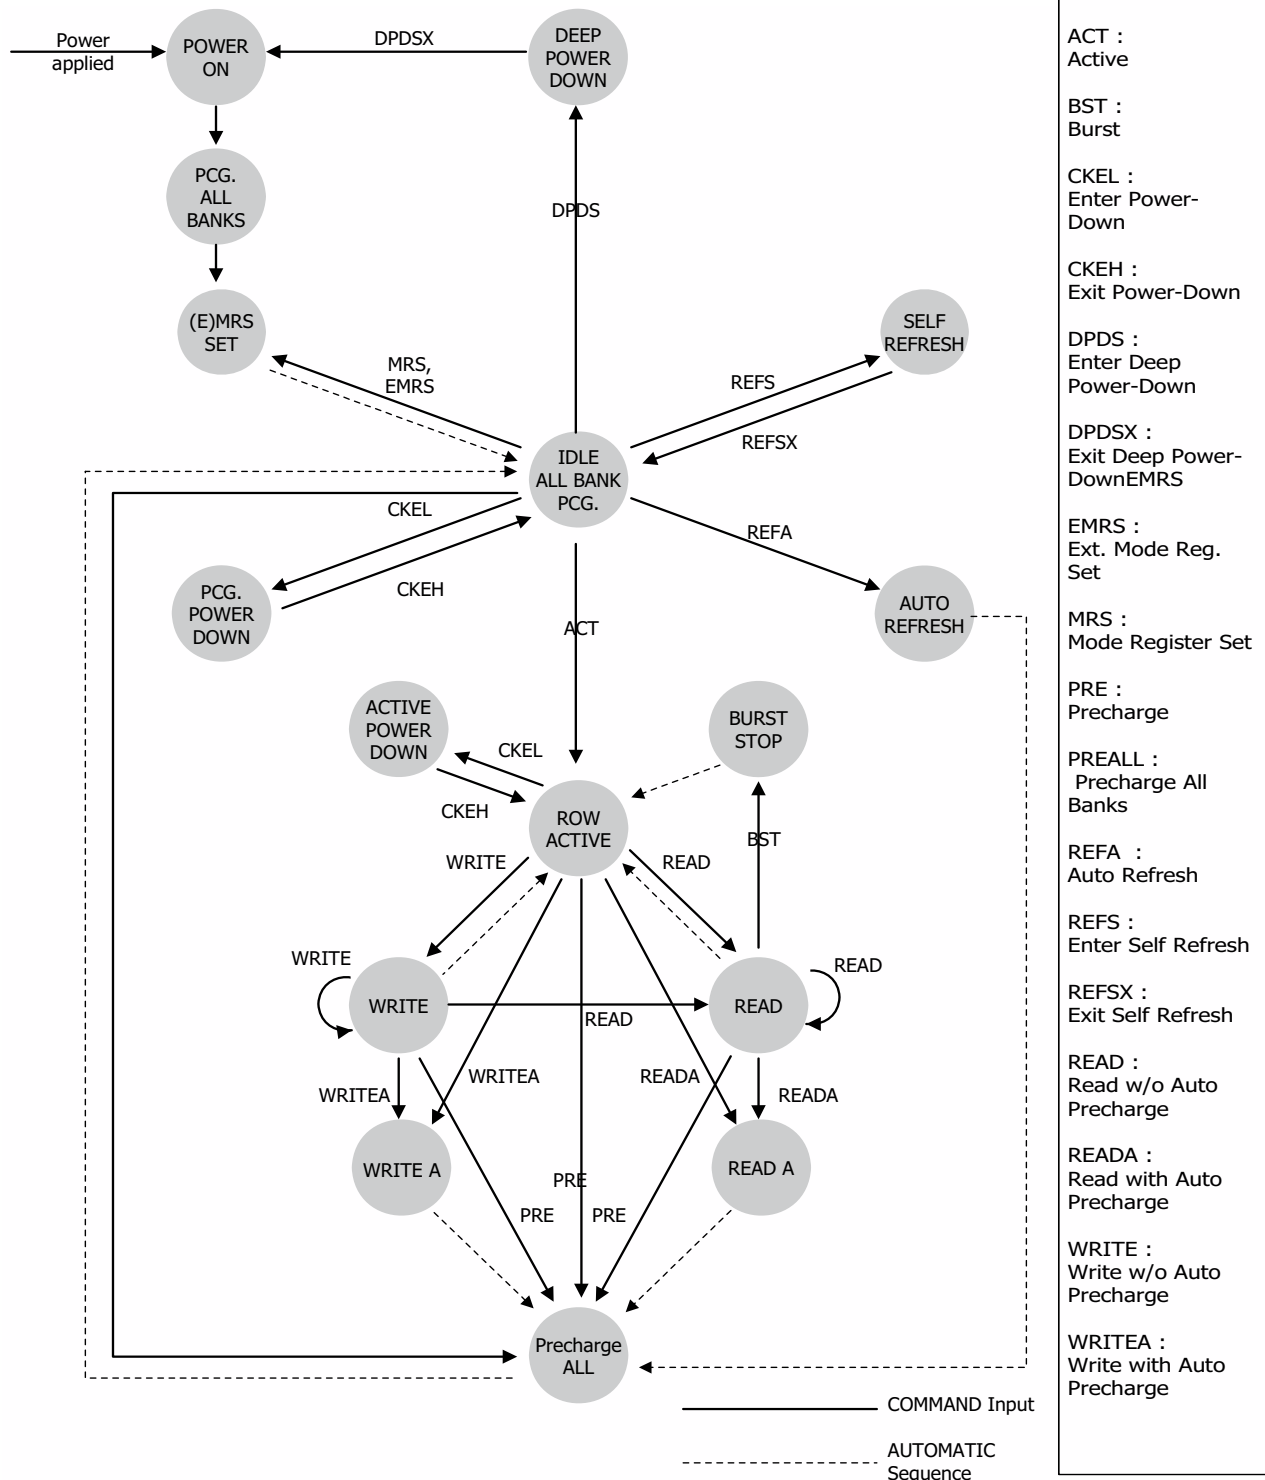 Power
applied
POWER
ON
DPDSX
DEEP
POWER
DOWN
PCG.
ALL
BANKS
DPDS
(E)MRS
SET
MRS,
EMRS
SELF
REFRESH
REFS
REFSX
IDLE
ALL BANK
PCG.
CKEL
CKEH
REFA
PCG.
POWER
DOWN
ACT
AUTO
REFRESH
ACTIVE
POWER
DOWN
CKEL
CKEH
BURST
STOP
ROW
ACTIVE
BST
WRITE
READ
WRITE
WRITE
READ
READ
READ
WRITEA
WRITEA
READA
READA
WRITE A
READ A
PRE
PRE
PRE
Precharge
ALL
COMMAND Input
AUTOMATIC
Sequence
ACT :
Active
BST :
Burst
CKEL :
Enter Power-
Down
CKEH :
Exit Power-Down
DPDS :
Enter Deep
Power-Down
DPDSX :
Exit Deep Power-
DownEMRS
EMRS :
Ext. Mode Reg.
Set
MRS :
Mode Register Set
PRE :
Precharge
PREALL :
Precharge All
Banks
REFA :
Auto Refresh
REFS :
Enter Self Refresh
REFSX :
Exit Self Refresh
READ :
Read w/o Auto
Precharge
READA :
Read with Auto
Precharge
WRITE :
Write w/o Auto
Precharge
WRITEA :
Write with Auto
Precharge